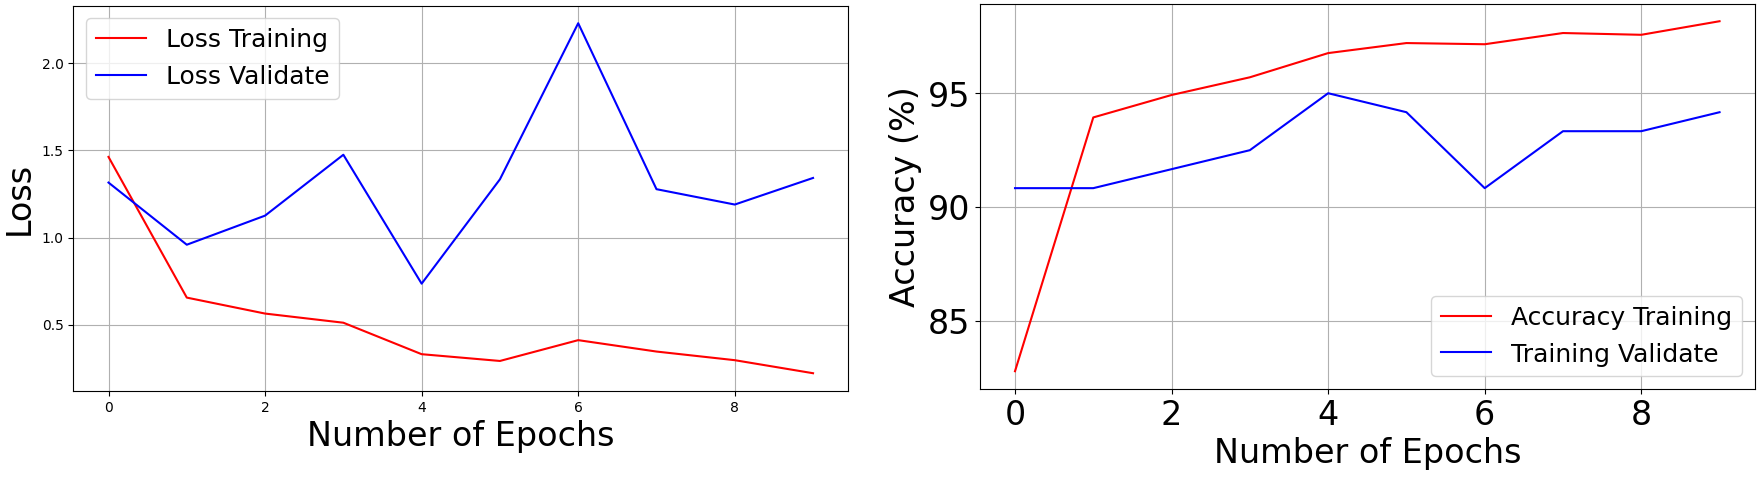 Loss Training
Loss Validate
2.0
1.5
1.0
0.5
Loss
0 2 4 6 8
Number of Epochs
95
90
85
Accuracy (%)
Accuracy Training
Training Validate
0 2 4 6 8
Number of Epochs